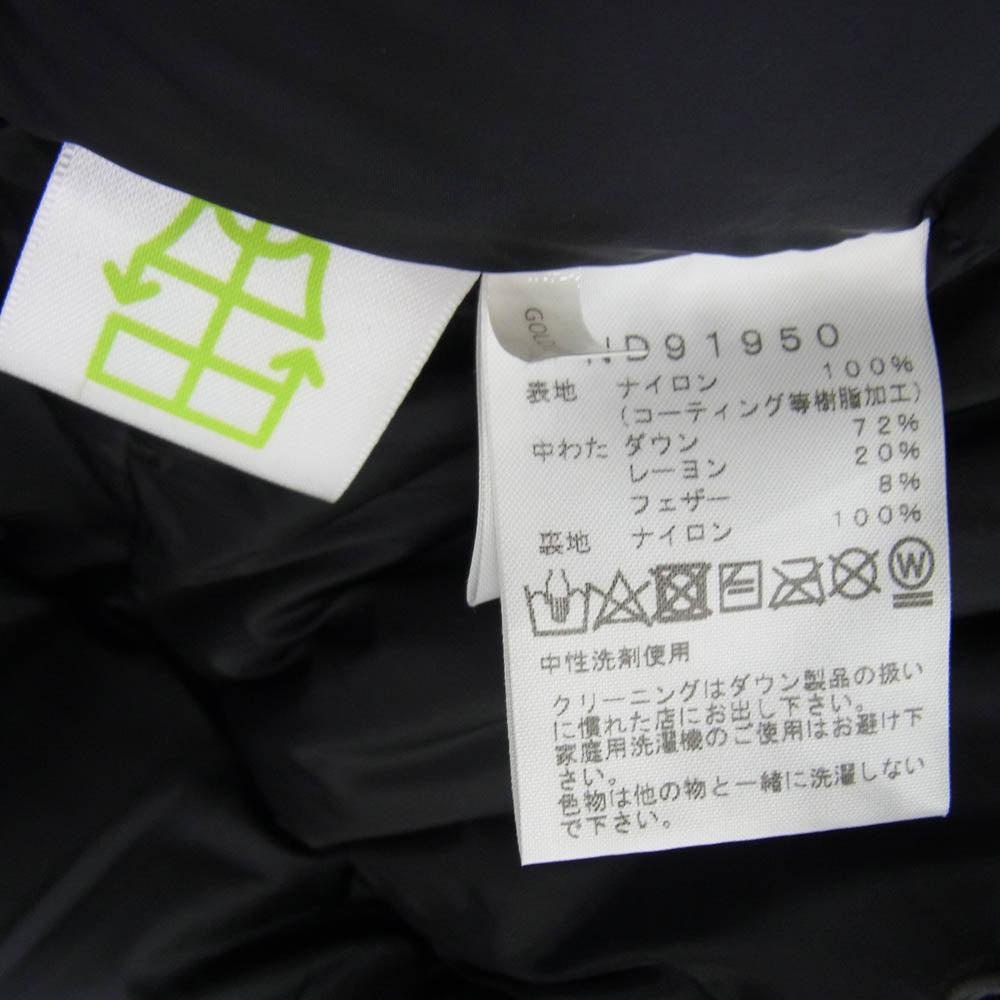 GOLD
ND91950
表地 ナイロン 100%
(コーティング等樹脂加工)
中わた ダウン 72%
レーヨン 20%
フェザー 8%
裏地 ナイロン 100%
W
中性洗剤使用
クリーニングはダウン製品の扱い
に慣れた店にお出し下さい。
家庭用洗濯機のご使用はお避け下
さい。
色物は他の物と一緒に洗濯しない
で下さい。